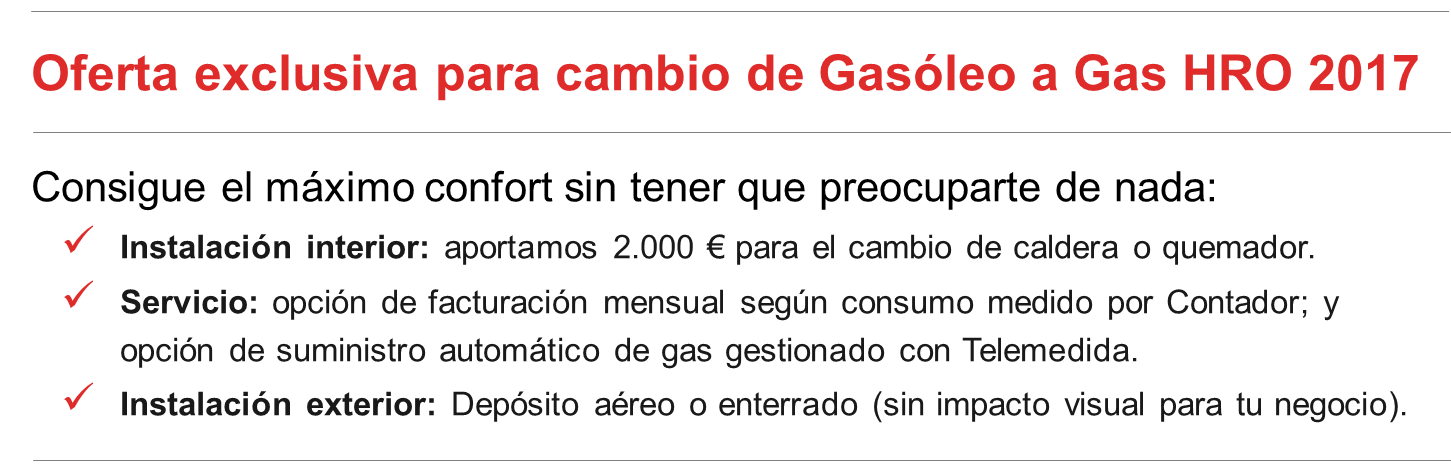 Oferta exclusiva para cambio de Gasóleo a Gas HRO 2017
Consigue el máximo confort sin tener que preocuparte de nada:
✓ Instalación interior: aportamos 2.000 € para el cambio de caldera o quemador.
✓ Servicio: opción de facturación mensual según consumo medido por Contador; y
opción de suministro automático de gas gestionado con Telemedida.
✓ Instalación exterior: Depósito aéreo o enterrado (sin impacto visual para tu negocio).